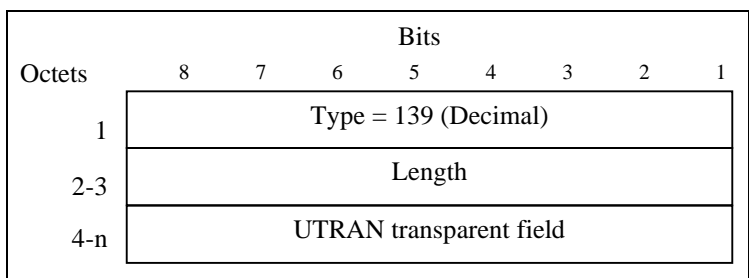 Bits
Octets 8 7 6 5 4 3 2 1
1 Type = 139 (Decimal)
2-3 Length
4-n UTRAN transparent field